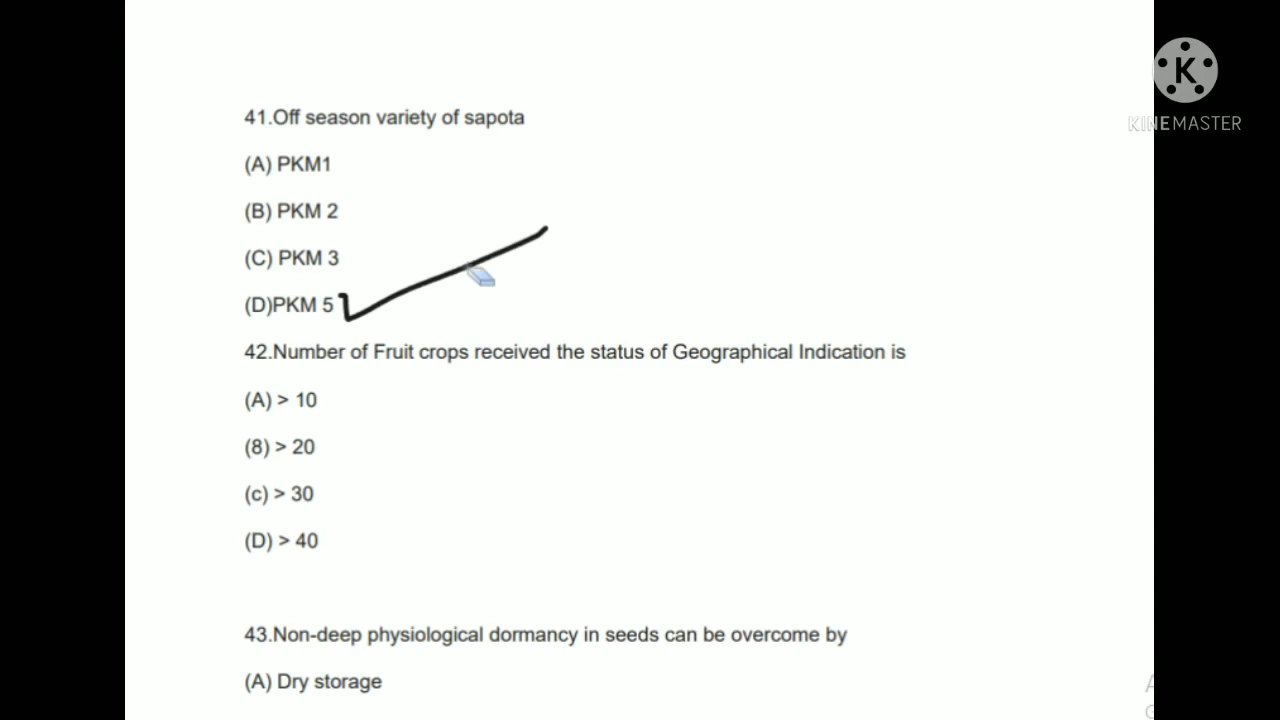 K
KINEMASTER
41.Off season variety of sapota
(A) PKM1
(B) PKM 2
(C) PKM 3
(D)PKM 5
42.Number of Fruit crops received the status of Geographical Indication is
(A) > 10
(8) > 20
(c) > 30
(D) > 40
43.Non-deep physiological dormancy in seeds can be overcome by
(A) Dry storage